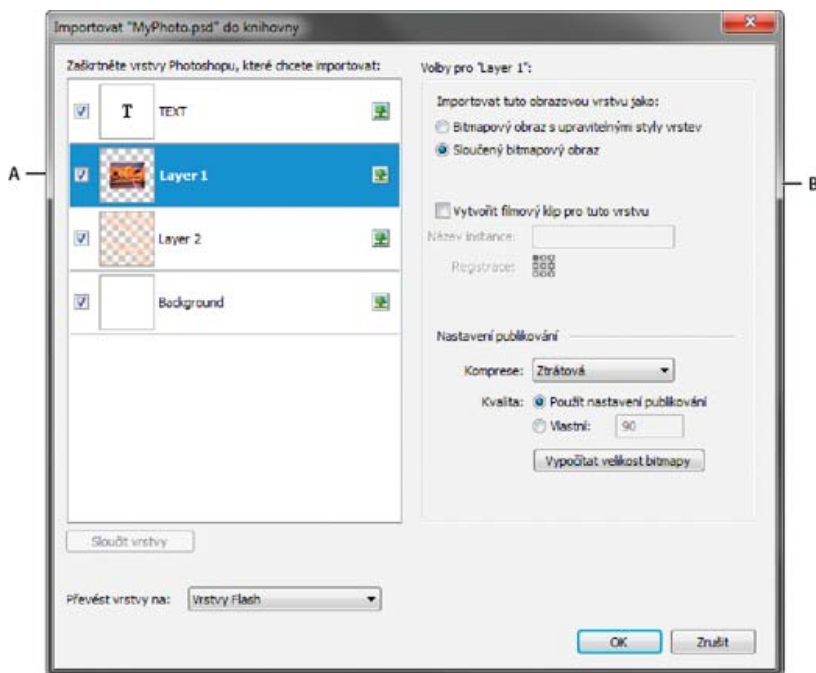 Importovat "MyPhoto.psd" do knihovny
Zaškrtněte vrstvy Photoshopu, které chcete importovat:
T TEXT
Layer 1
Layer 2
Background
Sloučit vrstvy
Převést vrstvy na: Vrstvy Flash
Volby pro "Layer 1":
Importovat tuto obrazovou vrstvu jako:
Bitmapový obraz s upravitelnými styly vrstev
Sloučený bitmapový obraz
Vytvořit filmový klip pro tuto vrstvu
Název instance:
Registrace:
Nastavení publikování
Komprese: Ztrátová
Kvalita: Použít nastavení publikování
Vlastní: 90
Vypočítat velikost bitmapy
OK Zrušit
A
B